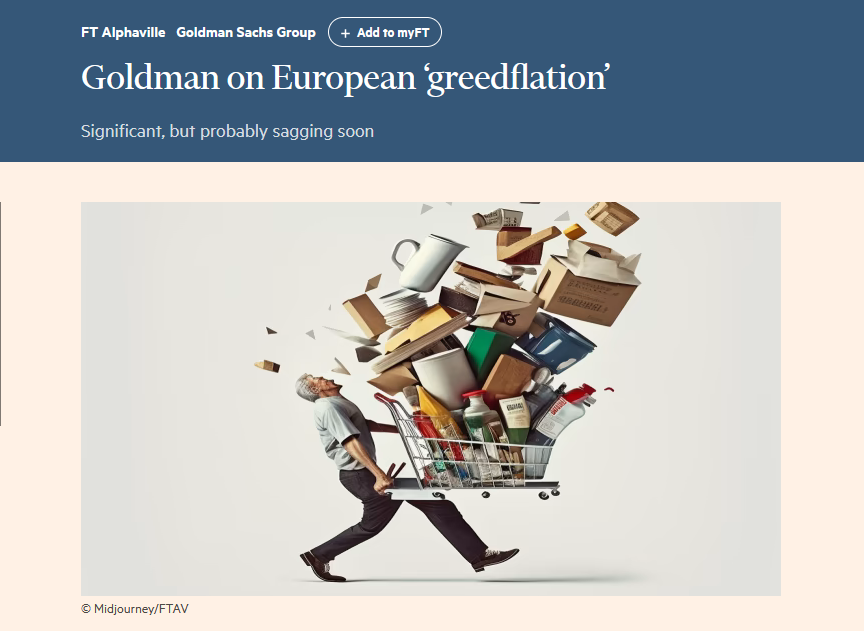 FT Alphaville Goldman Sachs Group + Add to myFT
Goldman on European ‘greedflation’
Significant, but probably sagging soon
© Midjourney/FTAV